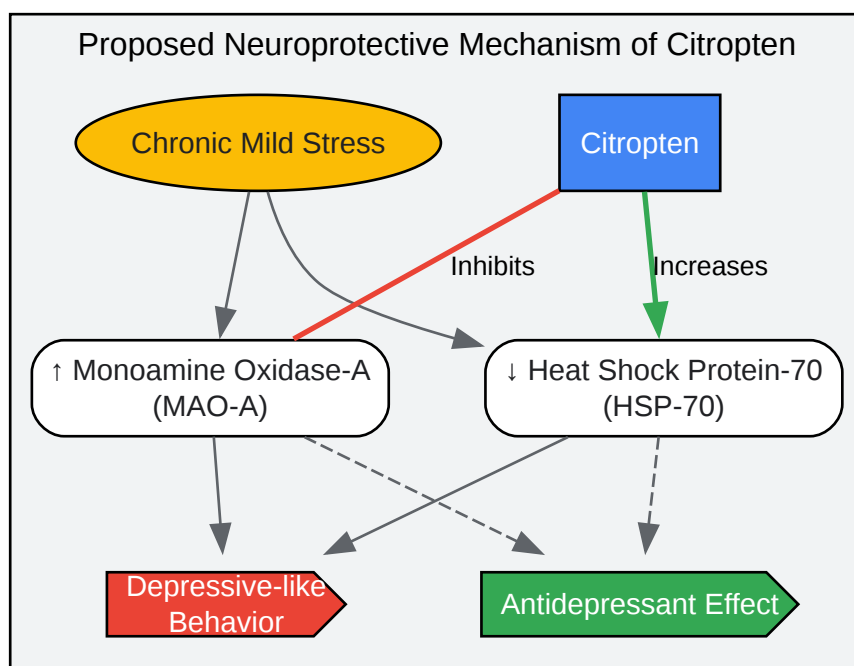 Proposed Neuroprotective Mechanism of Citropten
Chronic Mild Stress
Citropten
Inhibits
Increases
↑ Monoamine Oxidase-A
(MAO-A)
↓ Heat Shock Protein-70
(HSP-70)
Depressive-like
Behavior
Antidepressant Effect